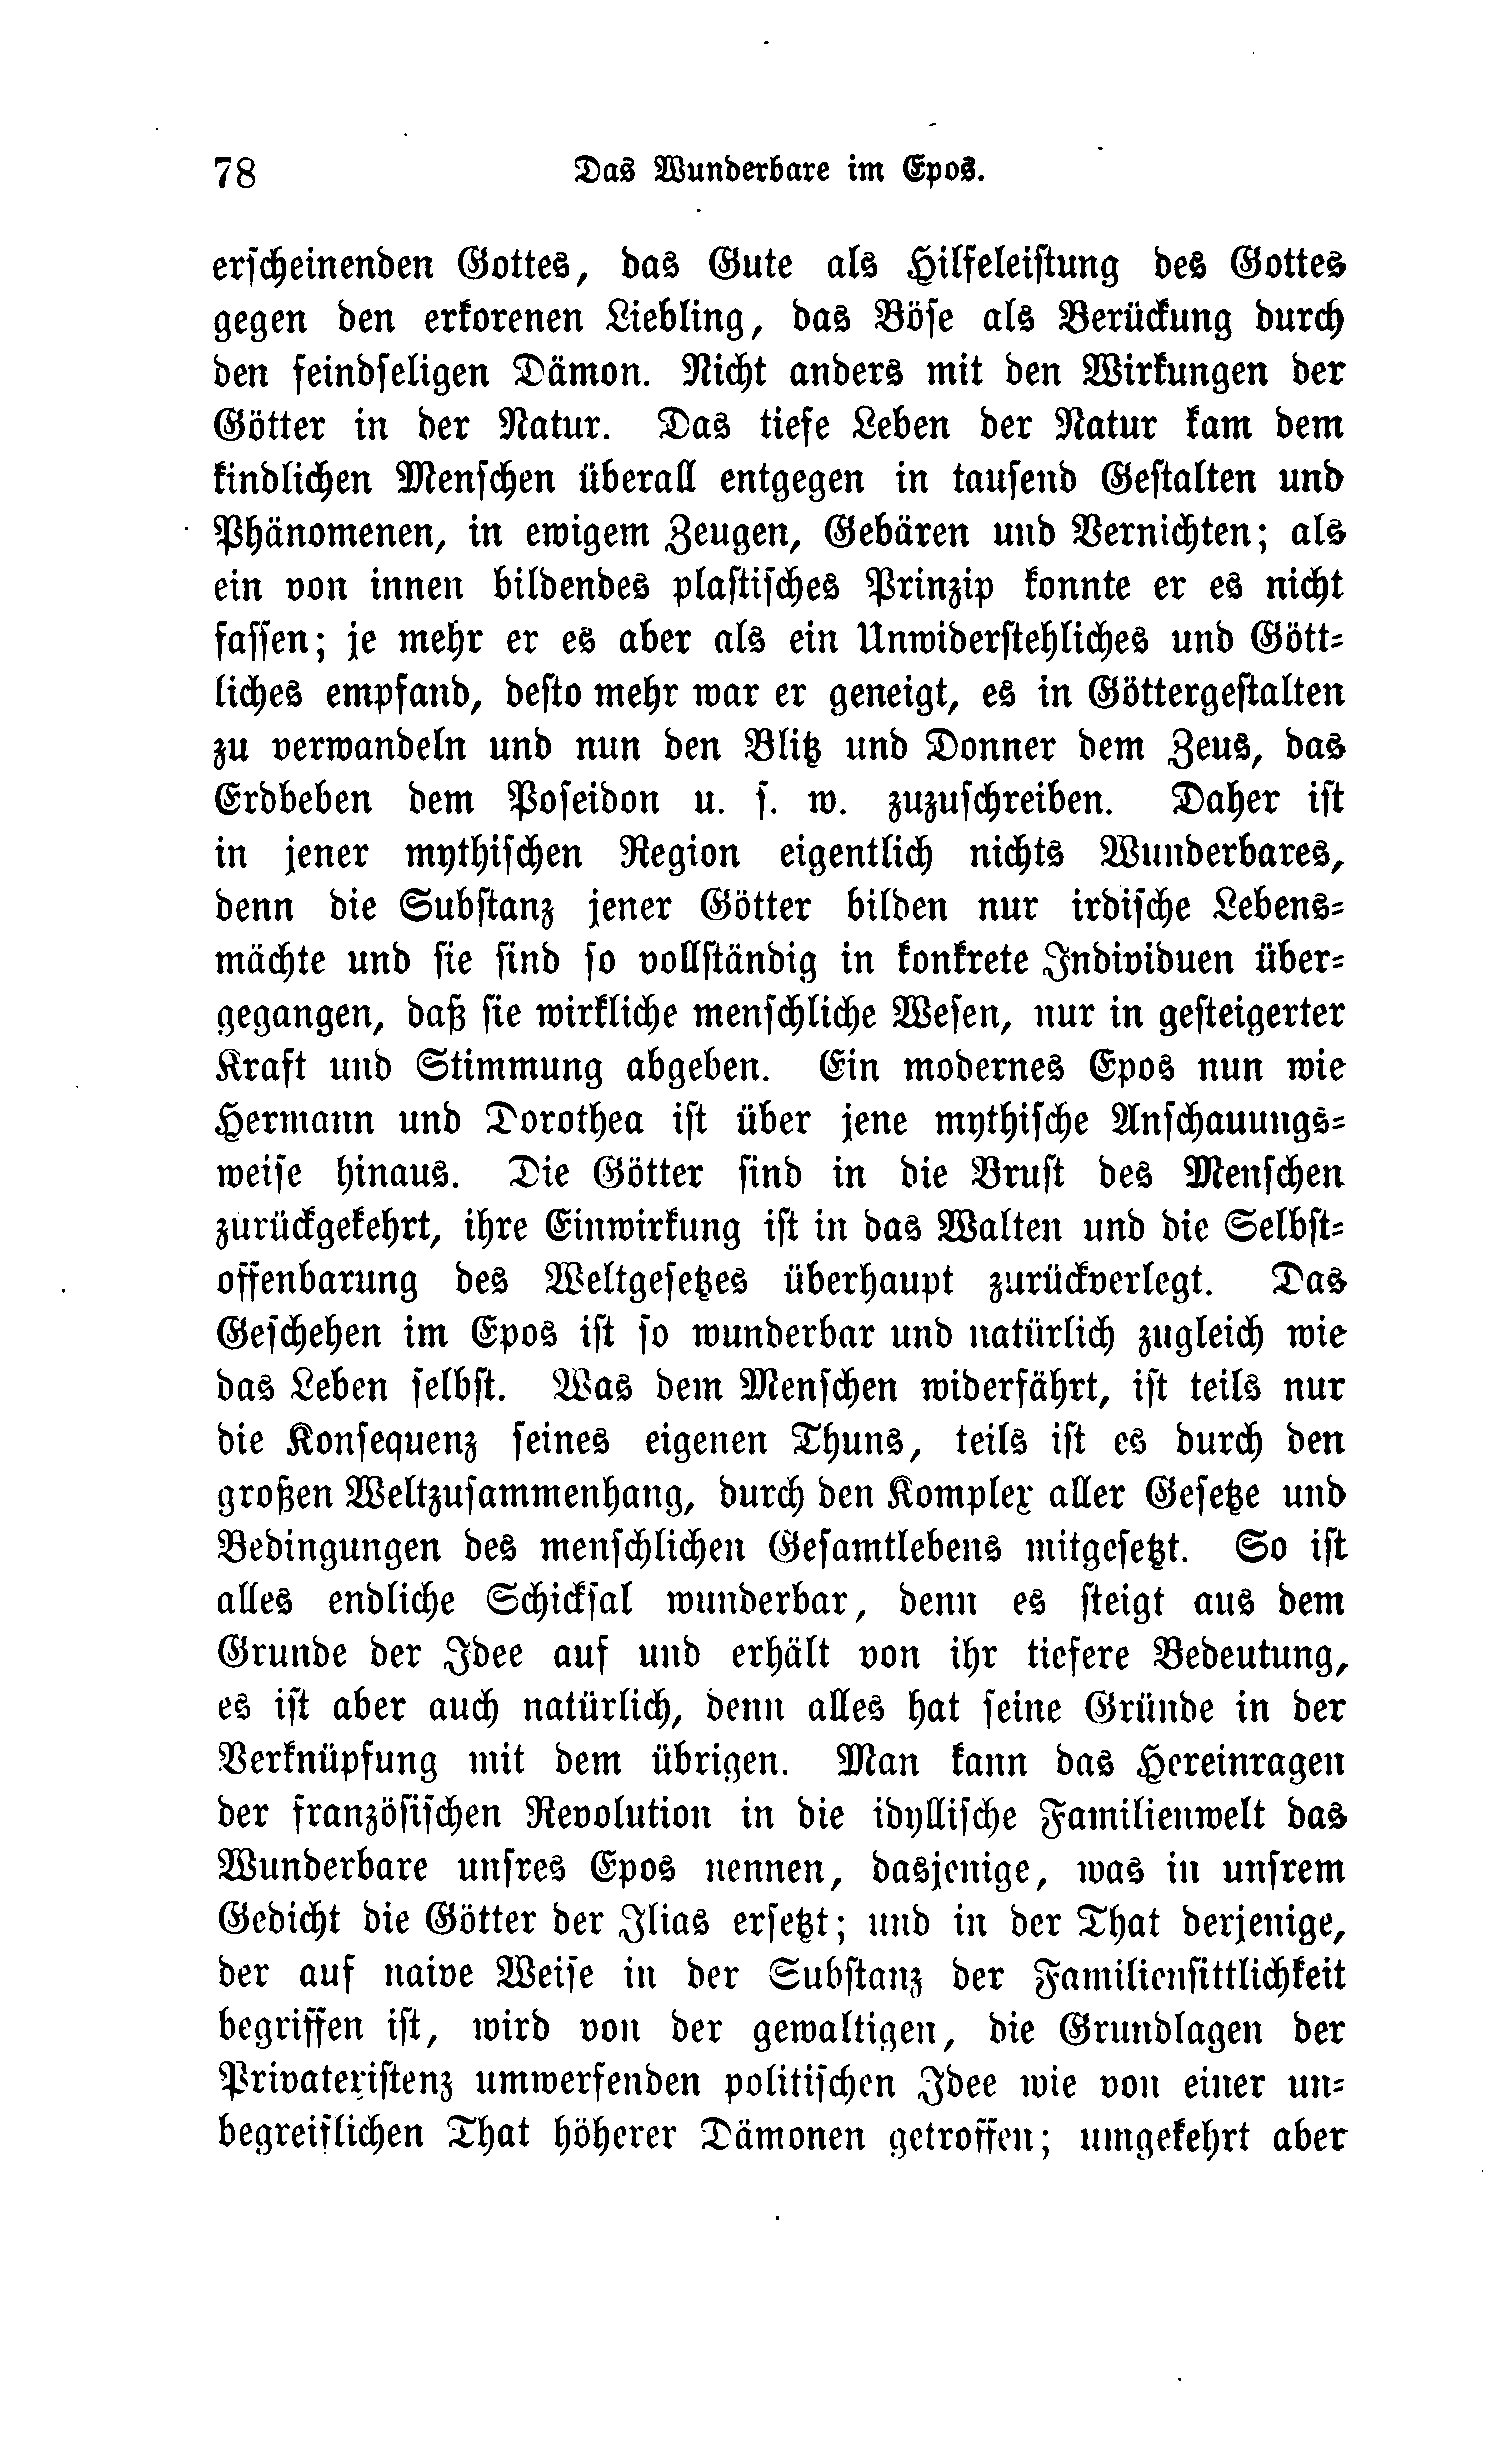 78 Das Wunderbare im Epos.
erscheinenden Gottes, das Gute als Hilfeleistung des Gottes
gegen den erkorenen Liebling, das Böse als Berückung durch
den feindseligen Dämon. Nicht anders mit den Wirkungen der
Götter in der Natur. Das tiefe Leben der Natur kam dem
kindlichen Menschen überall entgegen in tausend Gestalten und
Phänomenen, in ewigem Zeugen, Gebären und Vernichten; als
ein von innen bildendes plastisches Prinzip konnte er es nicht
fassen; je mehr er es aber als ein Unwiderstehliches und Gött-
liches empfand, desto mehr war er geneigt, es in Göttergestalten
zu verwandeln und nun den Blitz und Donner dem Zeus, das
Erdbeben dem Poseidon u. s. w. zuzuschreiben. Daher ist
in jener mythischen Region eigentlich nichts Wunderbares,
denn die Substanz jener Götter bilden nur irdische Lebens-
mächte und sie sind so vollständig in konkrete Individuen über-
gegangen, daß sie wirkliche menschliche Wesen, nur in gesteigerter
Kraft und Stimmung abgeben. Ein modernes Epos nun wie
Hermann und Dorothea ist über jene mythische Anschauungs-
weise hinaus. Die Götter sind in die Brust des Menschen
zurückgekehrt, ihre Einwirkung ist in das Walten und die Selbst-
offenbarung des Weltgesetzes überhaupt zurückverlegt. Das
Geschehen im Epos ist so wunderbar und natürlich zugleich wie
das Leben selbst. Was dem Menschen widerfährt, ist teils nur
die Konsequenz seines eigenen Thuns, teils ist es durch den
großen Weltzusammenhang, durch den Komplex aller Gesetze und
Bedingungen des menschlichen Gesamtlebens mitgesetzt. So ist
alles endliche Schicksal wunderbar, denn es steigt aus dem
Grunde der Idee auf und erhält von ihr tiefere Bedeutung,
es ist aber auch natürlich, denn alles hat seine Gründe in der
Verknüpfung mit dem übrigen. Man kann das Hereinragen
der französischen Revolution in die idyllische Familienwelt das
Wunderbare unsres Epos nennen, dasjenige, was in unsrem
Gedicht die Götter der Ilias ersetzt; und in der That derjenige,
der auf naive Weise in der Substanz der Familiensittlichkeit
begriffen ist, wird von der gewaltigen, die Grundlagen der
Privatexistenz umwerfenden politischen Idee wie von einer un-
begreiflichen That höherer Dämonen getroffen; umgekehrt aber